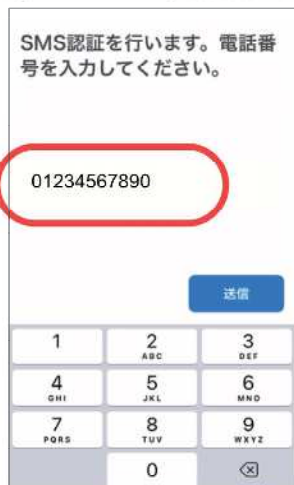 SMS認証を行います。電話番
号を入力してください。
01234567890
送信
1
2
ABC
3
DEF
4
GHI
5
JKL
6
MNO
7
PQRS
8
TUV
9
WXYZ
0